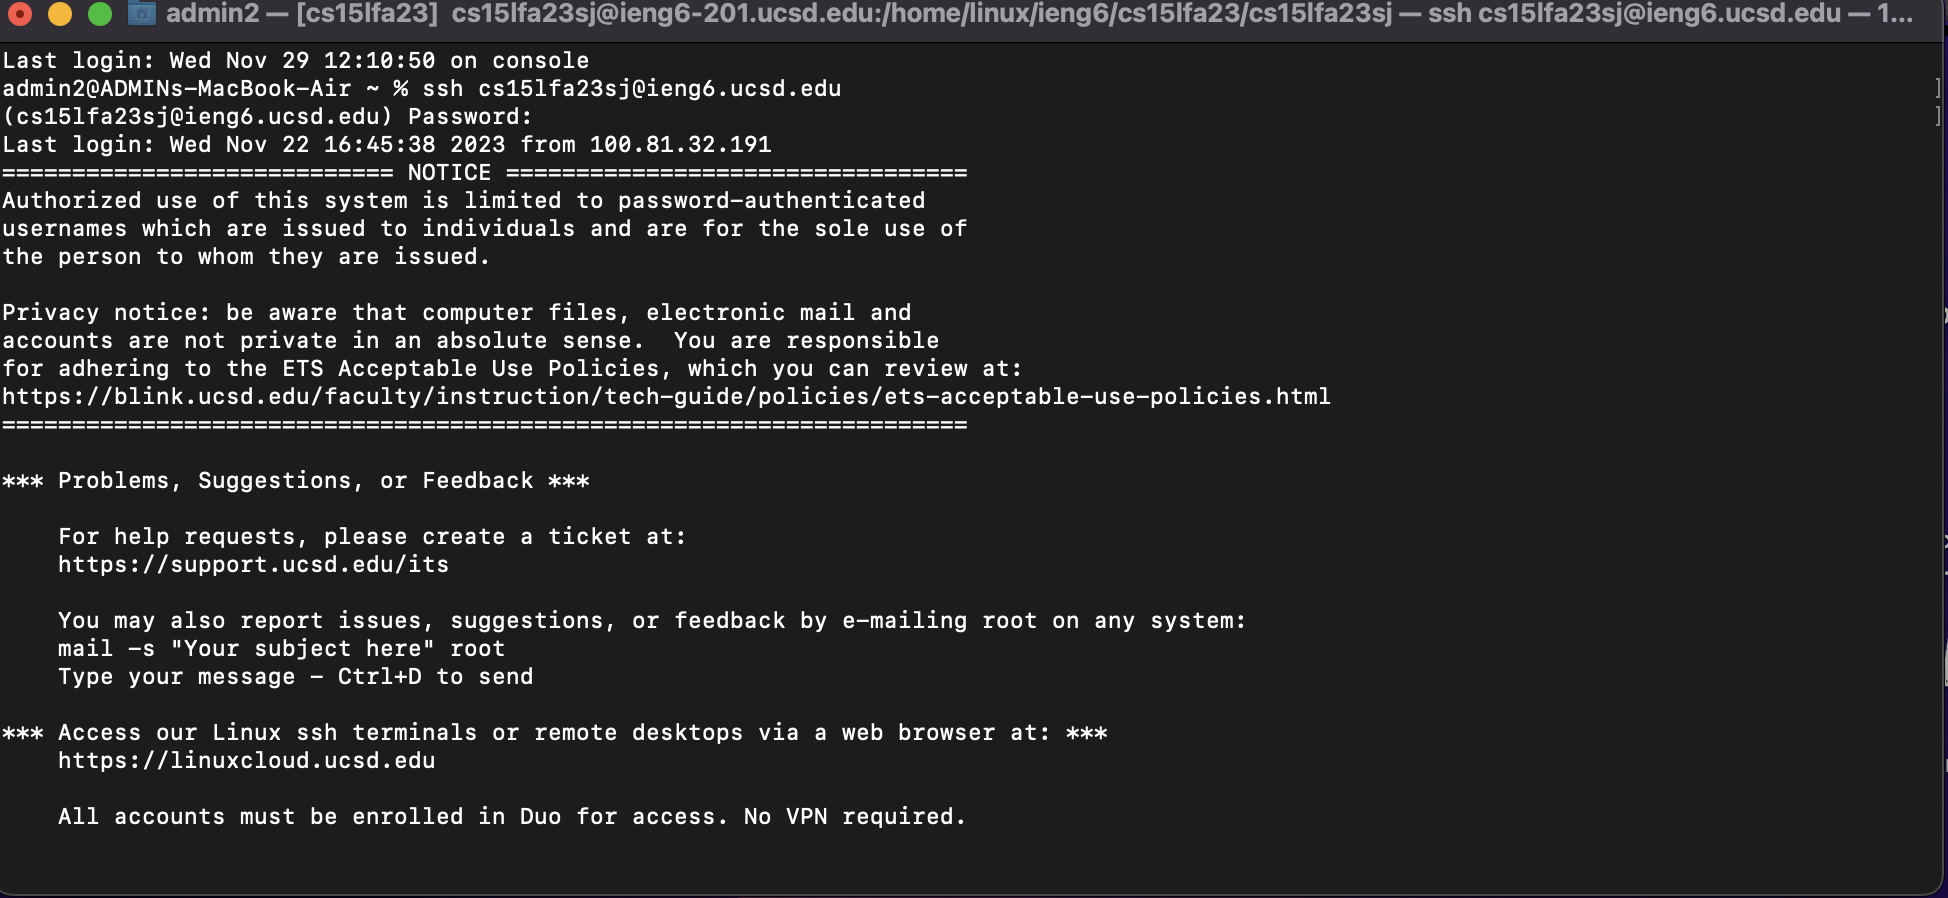 admin2 — [cs15lfa23] cs15lfa23sj@ieng6-201.ucsd.edu:/home/linux/ieng6/cs15lfa23/cs15lfa23sj — ssh cs15lfa23sj@ieng6.ucsd.edu — 1...
Last login: Wed Nov 29 12:10:50 on console
admin2@ADMINs-MacBook-Air ~ % ssh cs15lfa23sj@ieng6.ucsd.edu ]
(cs15lfa23sj@ieng6.ucsd.edu) Password: ]
Last login: Wed Nov 22 16:45:38 2023 from 100.81.32.191
============================ NOTICE =================================
Authorized use of this system is limited to password-authenticated
usernames which are issued to individuals and are for the sole use of
the person to whom they are issued.
Privacy notice: be aware that computer files, electronic mail and
accounts are not private in an absolute sense.  You are responsible
for adhering to the ETS Acceptable Use Policies, which you can review at:
https://blink.ucsd.edu/faculty/instruction/tech-guide/policies/ets-acceptable-use-policies.html
=====================================================================
*** Problems, Suggestions, or Feedback ***
For help requests, please create a ticket at:
https://support.ucsd.edu/its
You may also report issues, suggestions, or feedback by e-mailing root on any system:
mail -s "Your subject here" root
Type your message - Ctrl+D to send
*** Access our Linux ssh terminals or remote desktops via a web browser at: ***
https://linuxcloud.ucsd.edu
All accounts must be enrolled in Duo for access. No VPN required.